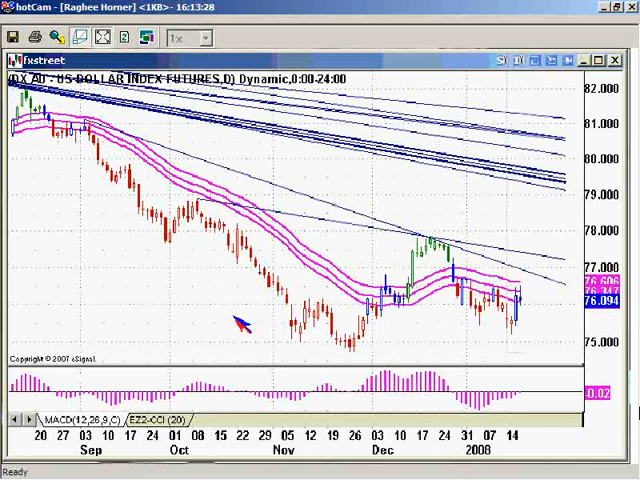 hotCam - [Raghee Horner] <1KB> - 16:13:28
1x
fxstreet
(DX A0 - US DOLLAR INDEX FUTURES,D) Dynamic,0:00-24:00
82.000
81.000
80.000
79.000
78.000
77.000
76.606
76.347
76.094
75.000
Copyright © 2007 eSignal.
-0.02
MACD(12,26,9,C) EZ2-CCI (20)
20 27 03 10 17 24 01 08 15 22 29 05 12 19 26 03 10 17 24 31 07 14
Sep Oct Nov Dec 2008
Ready